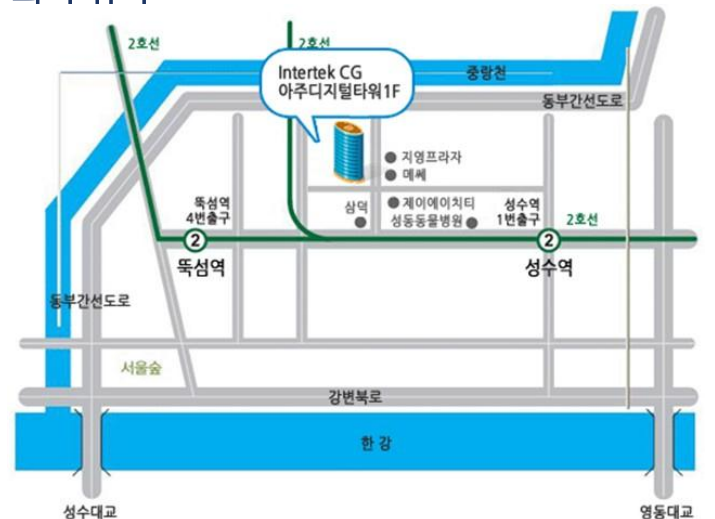 2호선
2호선
Intertek CG
아주디지털타워1F
중랑천
동부간선도로
지영프라자
메쎄
제이에이치티
성동동물병원
삼덕
뚝섬역
4번출구
성수역
1번출구
2호선
2
뚝섬역
2
성수역
동부간선도로
서울숲
강변북로
한강
성수대교
영동대교